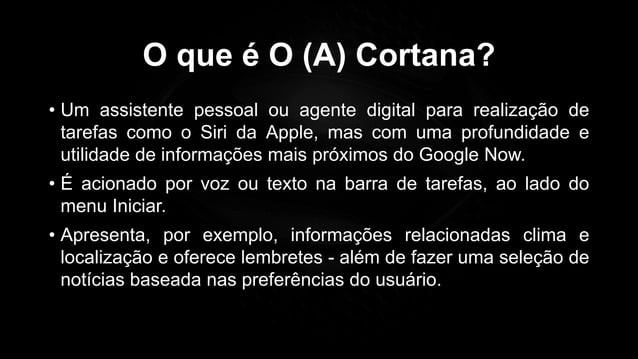 O que é O (A) Cortana?
• Um assistente pessoal ou agente digital para realização de
tarefas como o Siri da Apple, mas com uma profundidade e
utilidade de informações mais próximos do Google Now.
• É acionado por voz ou texto na barra de tarefas, ao lado do
menu Iniciar.
• Apresenta, por exemplo, informações relacionadas clima e
localização e oferece lembretes - além de fazer uma seleção de
notícias baseada nas preferências do usuário.